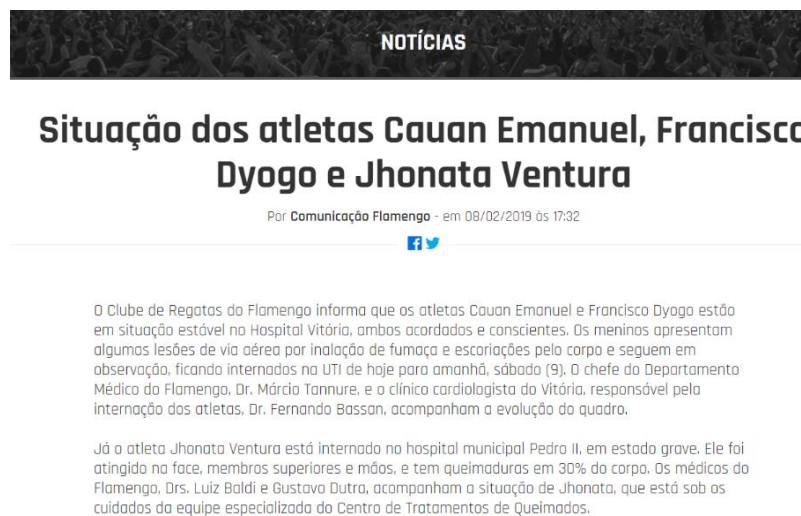 NOTÍCIAS
Situação dos atletas Cauan Emanuel, Francisco
Dyogo e Jhonata Ventura
Por Comunicação Flamengo - em 08/02/2019 às 17:32
O Clube de Regatas do Flamengo informa que os atletas Cauan Emanuel e Francisco Dyogo estão
em situação estável no Hospital Vitória, ambos acordados e conscientes. Os meninos apresentam
algumas lesões de via aérea por inalação de fumaça e escoriações pelo corpo e seguem em
observação, ficando internados na UTI de hoje para amanhã, sábado (9). O chefe do Departamento
Médico do Flamengo, Dr. Márcio Tannure, e o clínico cardiologista do Vitória, responsável pela
internação dos atletas, Dr. Fernando Bassan, acompanham a evolução do quadro.
Já o atleta Jhonata Ventura está internado no hospital municipal Pedro II, em estado grave. Ele foi
atingido na face, membros superiores e mãos, e tem queimaduras em 30% do corpo. Os médicos do
Flamengo, Drs. Luiz Baldi e Gustavo Dutra, acompanham a situação de Jhonata, que está sob os
cuidados da equipe especializada do Centro de Tratamentos de Queimados.